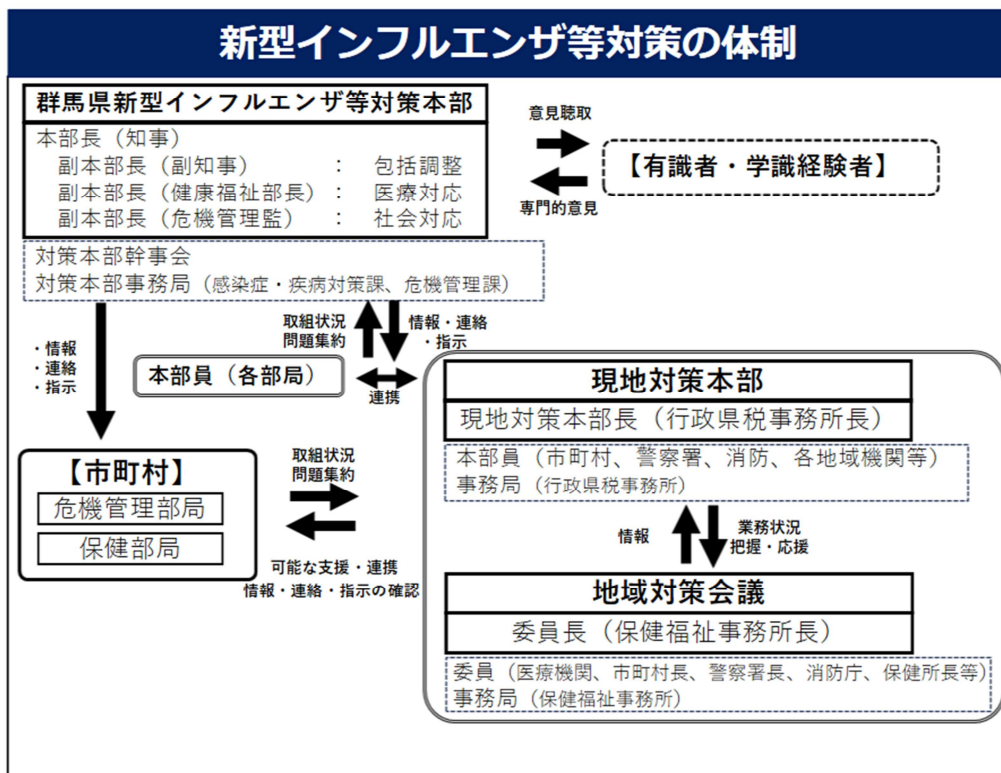 新型インフルエンザ等対策の体制
群馬県新型インフルエンザ等対策本部
本部長（知事）
副本部長（副知事） ： 包括調整
副本部長（健康福祉部長）： 医療対応
副本部長（危機管理監） ： 社会対応
対策本部幹事会
対策本部事務局（感染症・疾病対策課、危機管理課）
意見聴取
【有識者・学識経験者】
専門的意見
・情報
・連絡
・指示
取組状況
問題集約
情報・連絡
・指示
本部員（各部局）
連携
現地対策本部
現地対策本部長（行政県税事務所長）
本部員（市町村、警察署、消防、各地域機関等）
事務局（行政県税事務所）
【市町村】
危機管理部局
保健部局
取組状況
問題集約
可能な支援・連携
情報・連絡・指示の確認
情報
業務状況
把握・応援
地域対策会議
委員長（保健福祉事務所長）
委員（医療機関、市町村長、警察署長、消防庁、保健所長等）
事務局（保健福祉事務所）